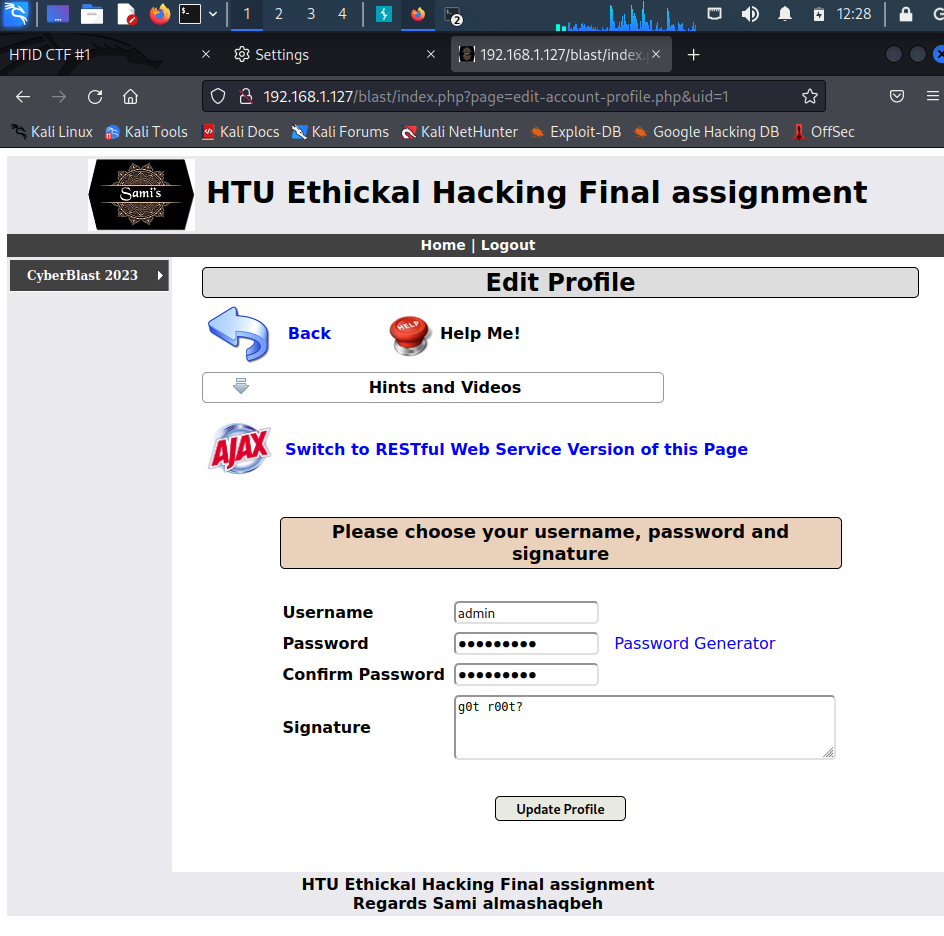 1 2 3 4 2 12:28
HTID CTF #1 Settings 192.168.1.127/blast/index.
192.168.1.127/blast/index.php?page=edit-account-profile.php&uid=1
Kali Linux Kali Tools Kali Docs Kali Forums Kali NetHunter Exploit-DB Google Hacking DB OffSec
Sami's
HTU Ethickal Hacking Final assignment
Home | Logout
CyberBlast 2023
Edit Profile
Back HELP Help Me!
Hints and Videos
AJAX Switch to RESTful Web Service Version of this Page
Please choose your username, password and
signature
Username admin
Password ●●●●●●●●● Password Generator
Confirm Password ●●●●●●●●●
Signature g0t r00t?
Update Profile
HTU Ethickal Hacking Final assignment
Regards Sami almashaqbeh